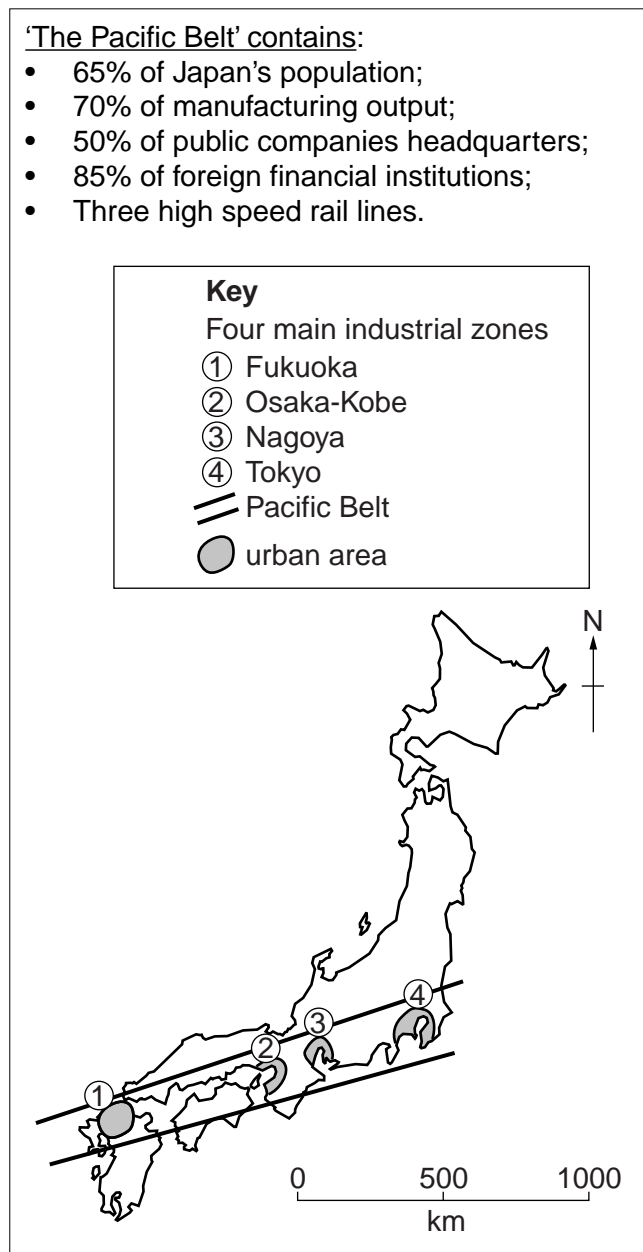 ‘The Pacific Belt’ contains:
• 65% of Japan’s population;
• 70% of manufacturing output;
• 50% of public companies headquarters;
• 85% of foreign financial institutions;
• Three high speed rail lines.
Key
Four main industrial zones
① Fukuoka
② Osaka-Kobe
③ Nagoya
④ Tokyo
Pacific Belt
urban area
N
④
③
②
①
0 500 1000
km